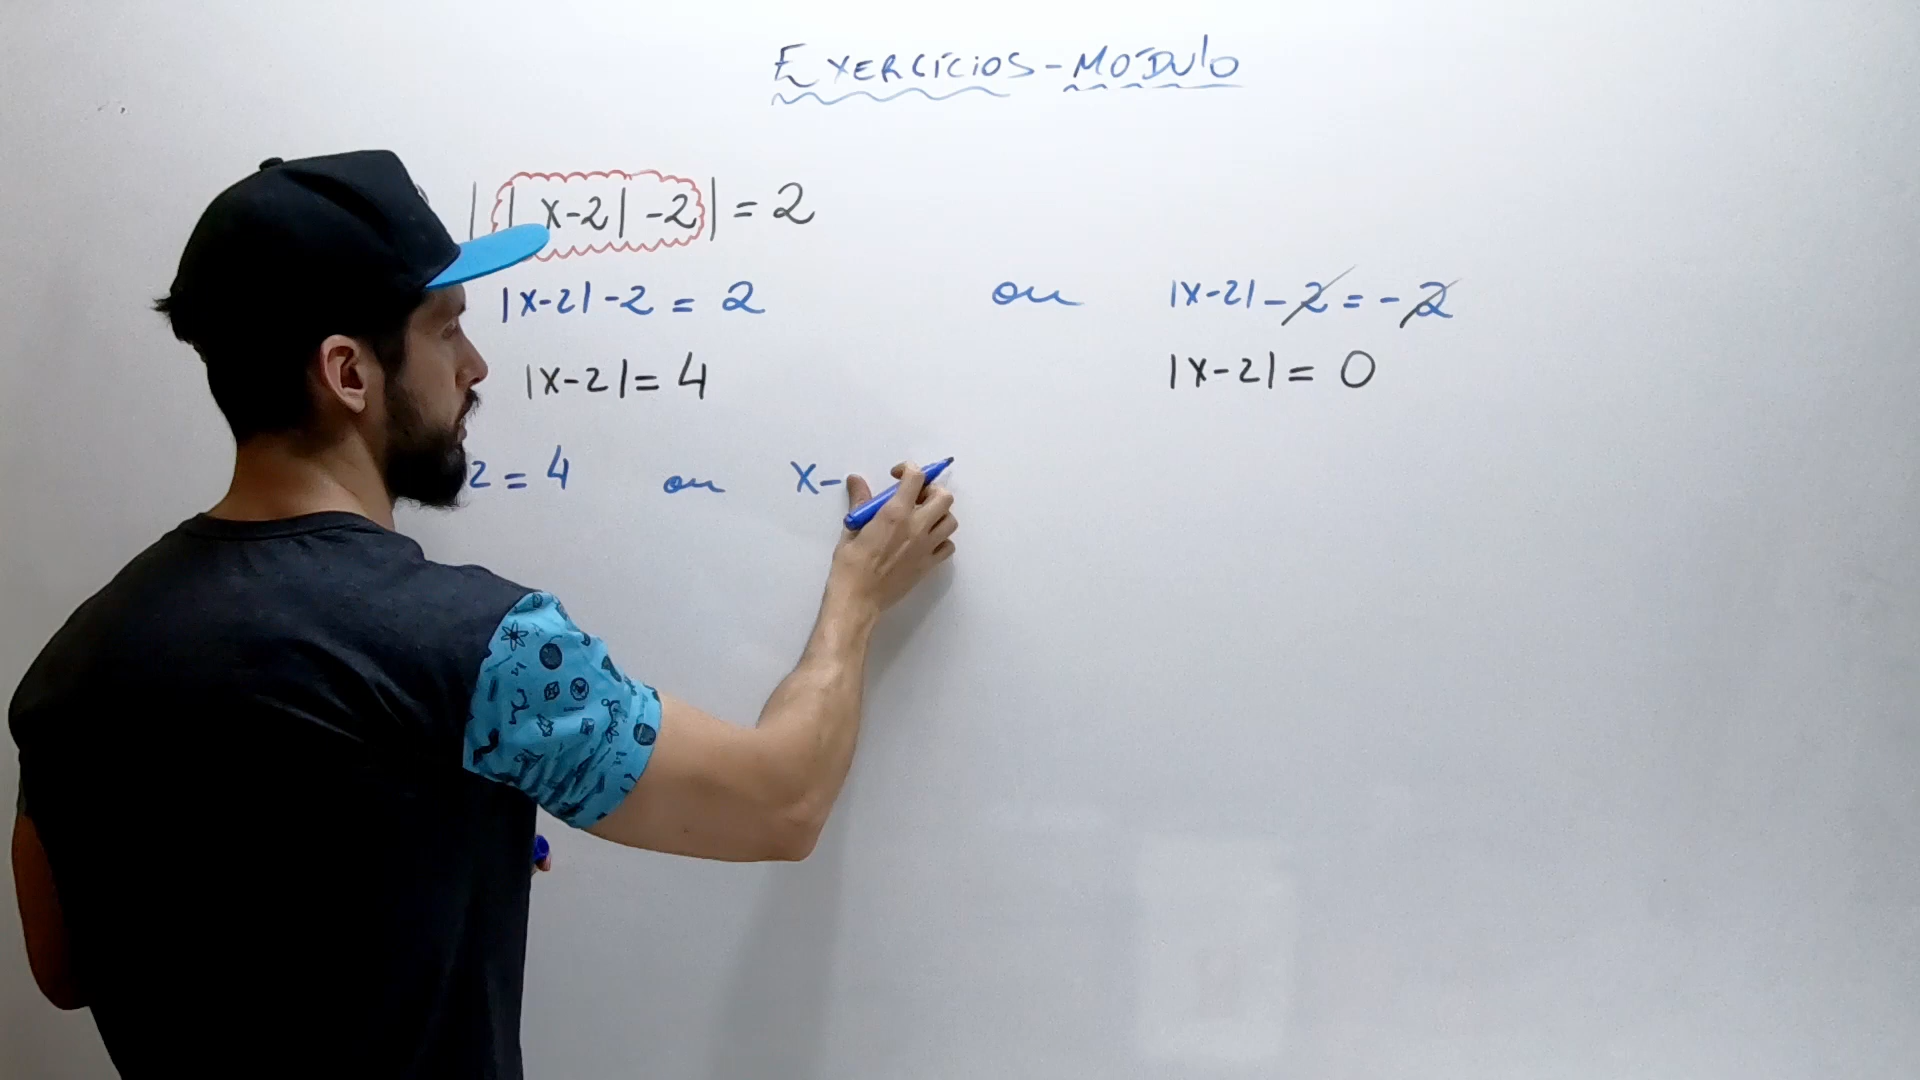 EXERCÍCIOS - MÓDULO
| |x-2| -2 | = 2
|x-2| -2 = 2 ou |x-2| -2 = -2
|x-2| = 4 |x-2| = 0
2 = 4 ou x-